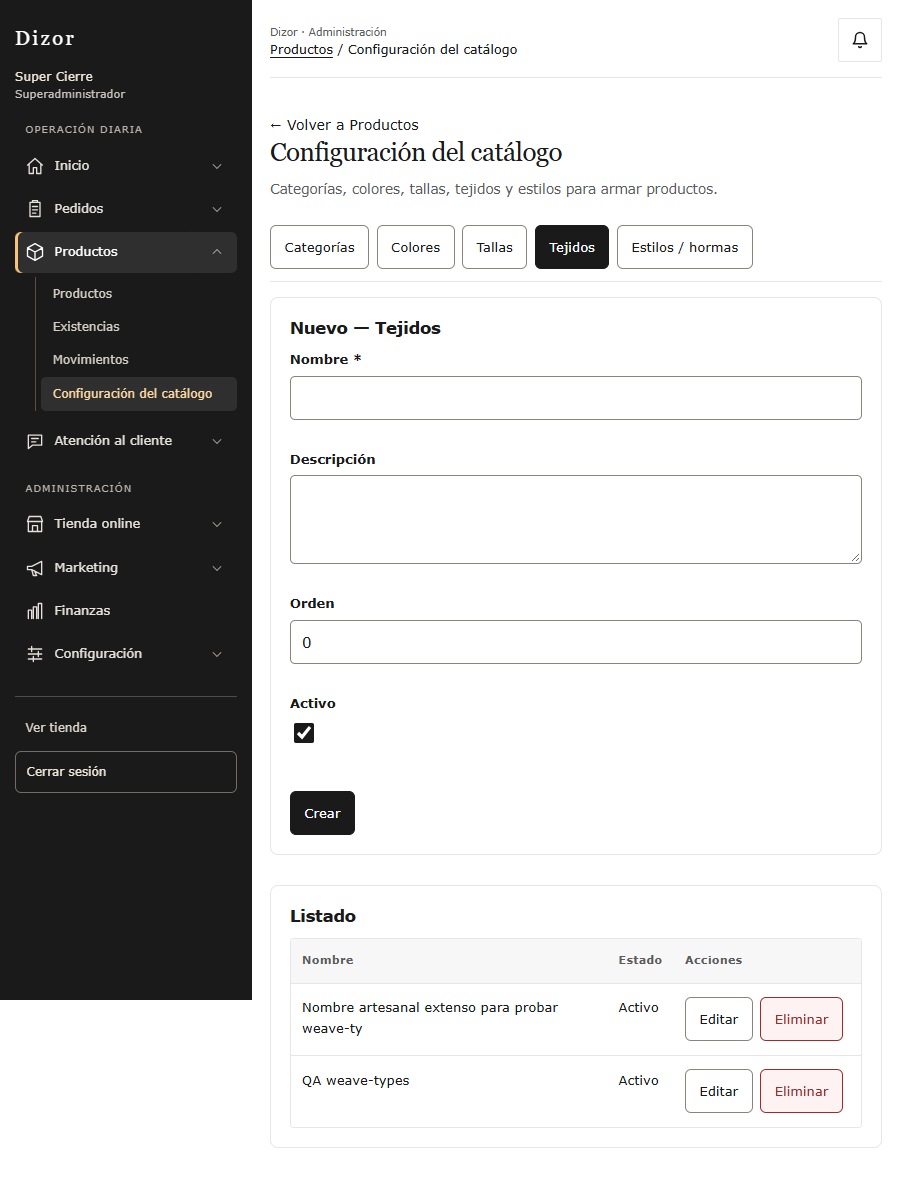 Dizor
Super Cierre
Superadministrador
OPERACIÓN DIARIA
Inicio
Pedidos
Productos
Productos
Existencias
Movimientos
Configuración del catálogo
Atención al cliente
ADMINISTRACIÓN
Tienda online
Marketing
Finanzas
Configuración
Ver tienda
Cerrar sesión
Dizor · Administración
Productos / Configuración del catálogo
← Volver a Productos
Configuración del catálogo
Categorías, colores, tallas, tejidos y estilos para armar productos.
Categorías Colores Tallas Tejidos Estilos / hormas
Nuevo — Tejidos
Nombre *
Descripción
Orden
0
Activo
Crear
Listado
Nombre Estado Acciones
Nombre artesanal extenso para probar
weave-ty
Activo Editar Eliminar
QA weave-types Activo Editar Eliminar